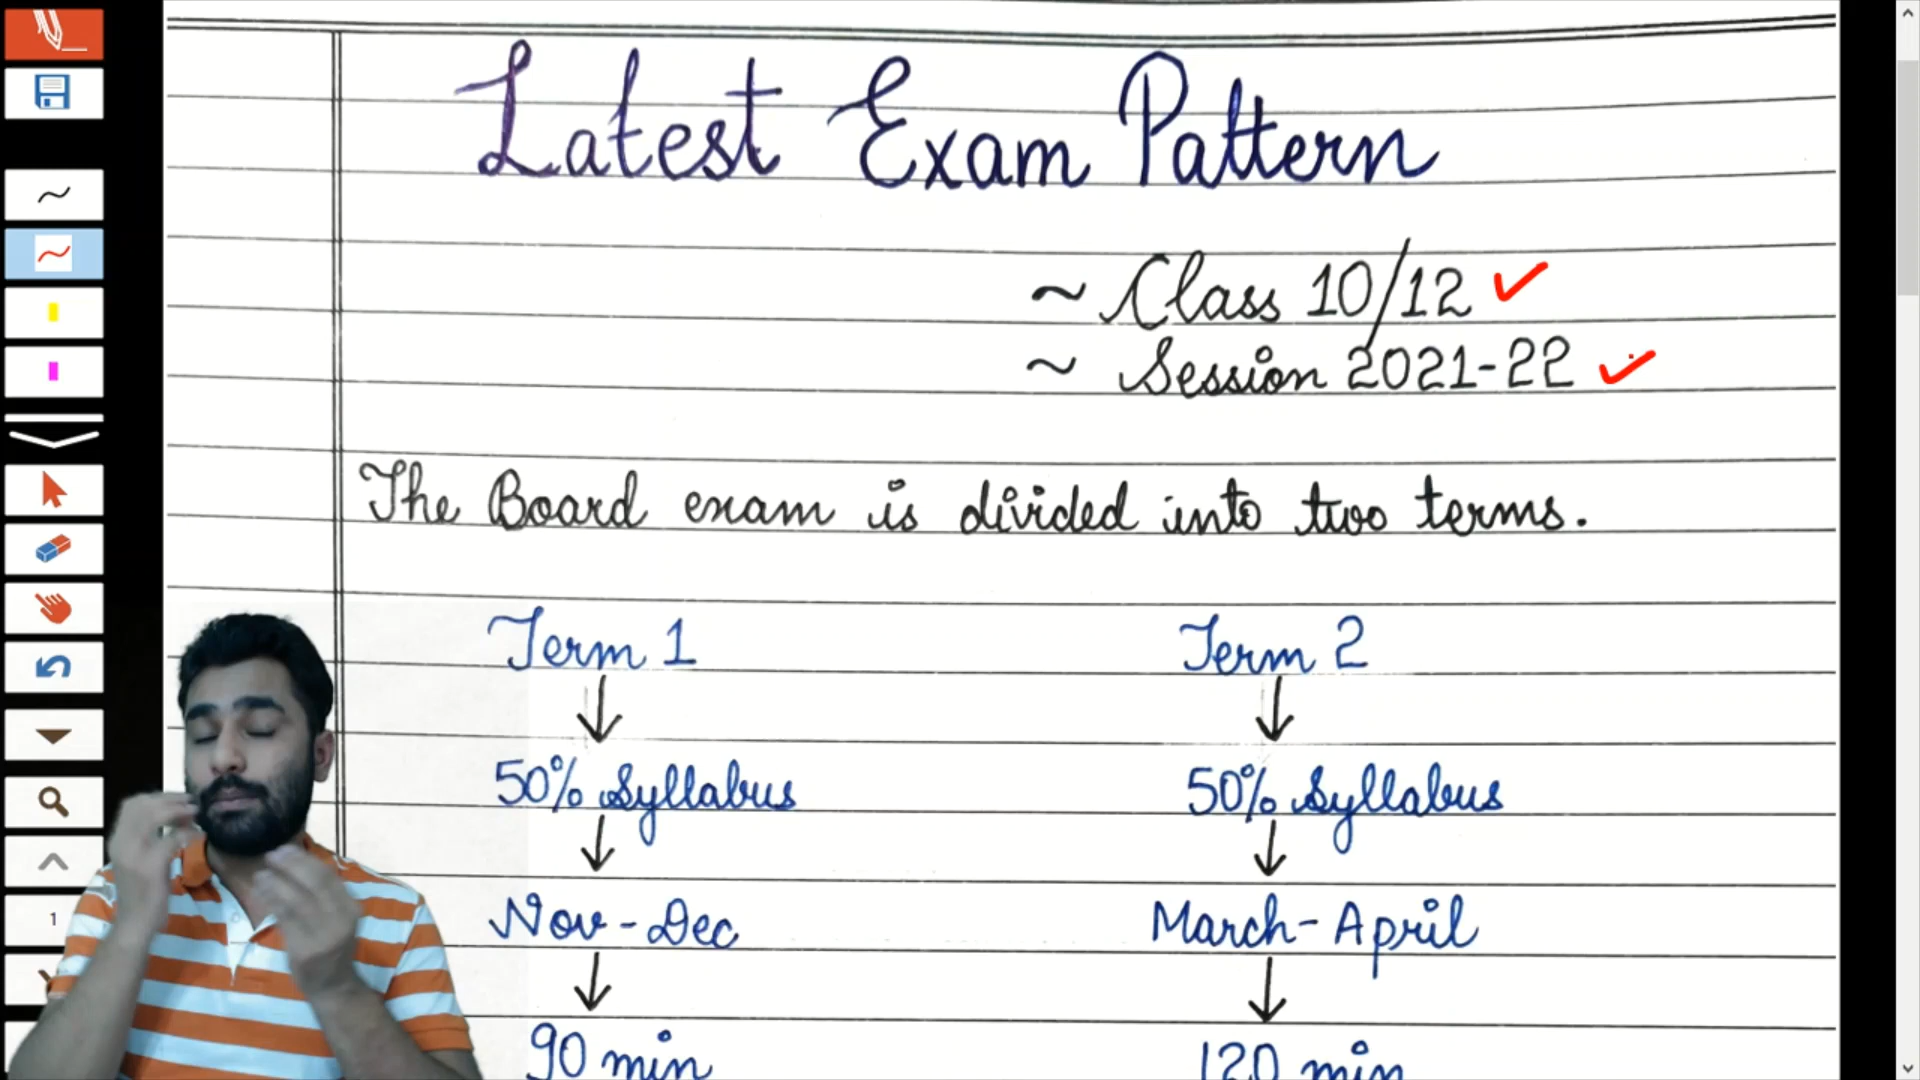 Latest Exam Pattern
~ Class 10/12
~ Session 2021-22
The Board exam is divided into two terms.
Term 1 Term 2
50% Syllabus 50% Syllabus
Nov-Dec March-April
1
90 min 120 min